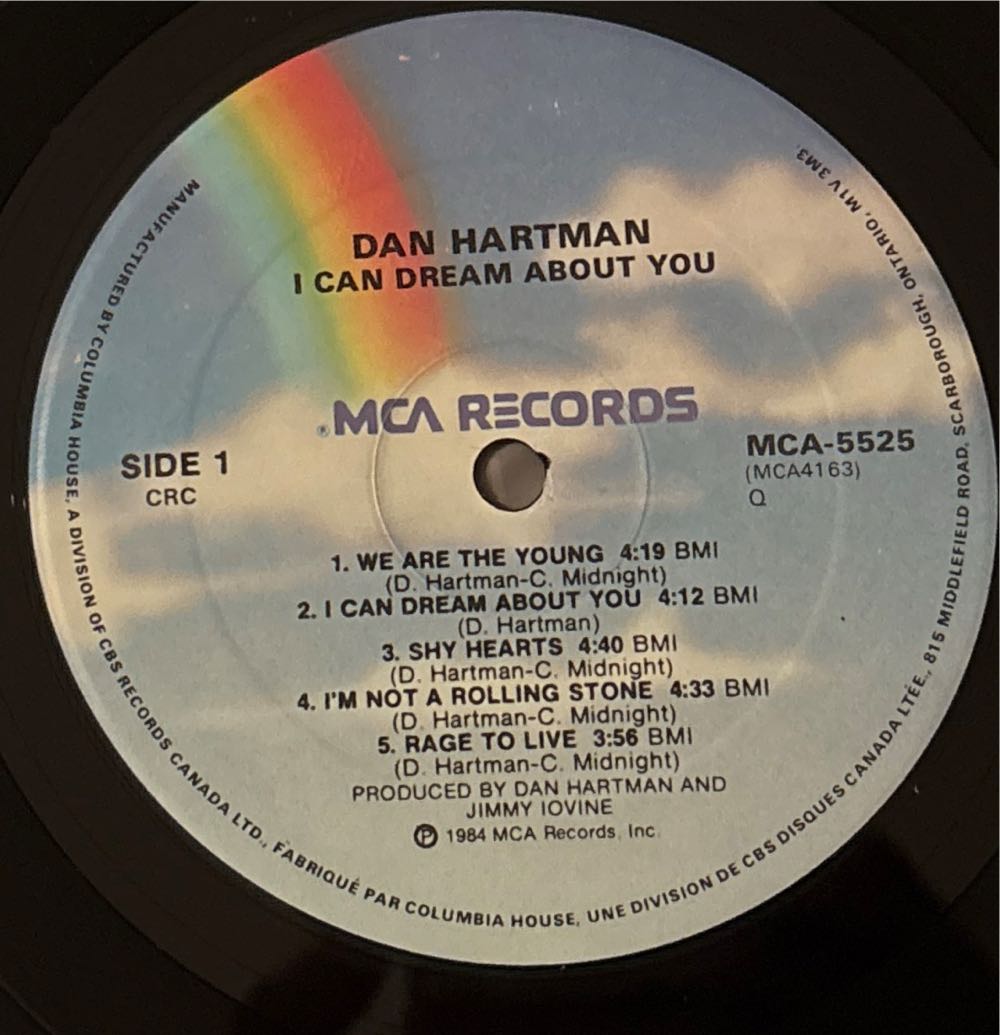 DAN HARTMAN
I CAN DREAM ABOUT YOU
®MCA RECORDS
SIDE 1
CRC
MCA-5525
(MCA4163)
Q
1. WE ARE THE YOUNG 4:19 BMI
(D. Hartman-C. Midnight)
2. I CAN DREAM ABOUT YOU 4:12 BMI
(D. Hartman)
3. SHY HEARTS 4:40 BMI
(D. Hartman-C. Midnight)
4. I'M NOT A ROLLING STONE 4:33 BMI
(D. Hartman-C. Midnight)
5. RAGE TO LIVE 3:56 BMI
(D. Hartman-C. Midnight)
PRODUCED BY DAN HARTMAN AND
JIMMY IOVINE
℗ 1984 MCA Records, Inc.
MANUFACTURED BY COLUMBIA HOUSE, A DIVISION OF CBS RECORDS CANADA LTD., FABRIQUÉ PAR COLUMBIA HOUSE, UNE DIVISION DE CBS DISQUES CANADA LTÉE., 815 MIDDLEFIELD ROAD, SCARBOROUGH, ONTARIO, M1V 3M3.